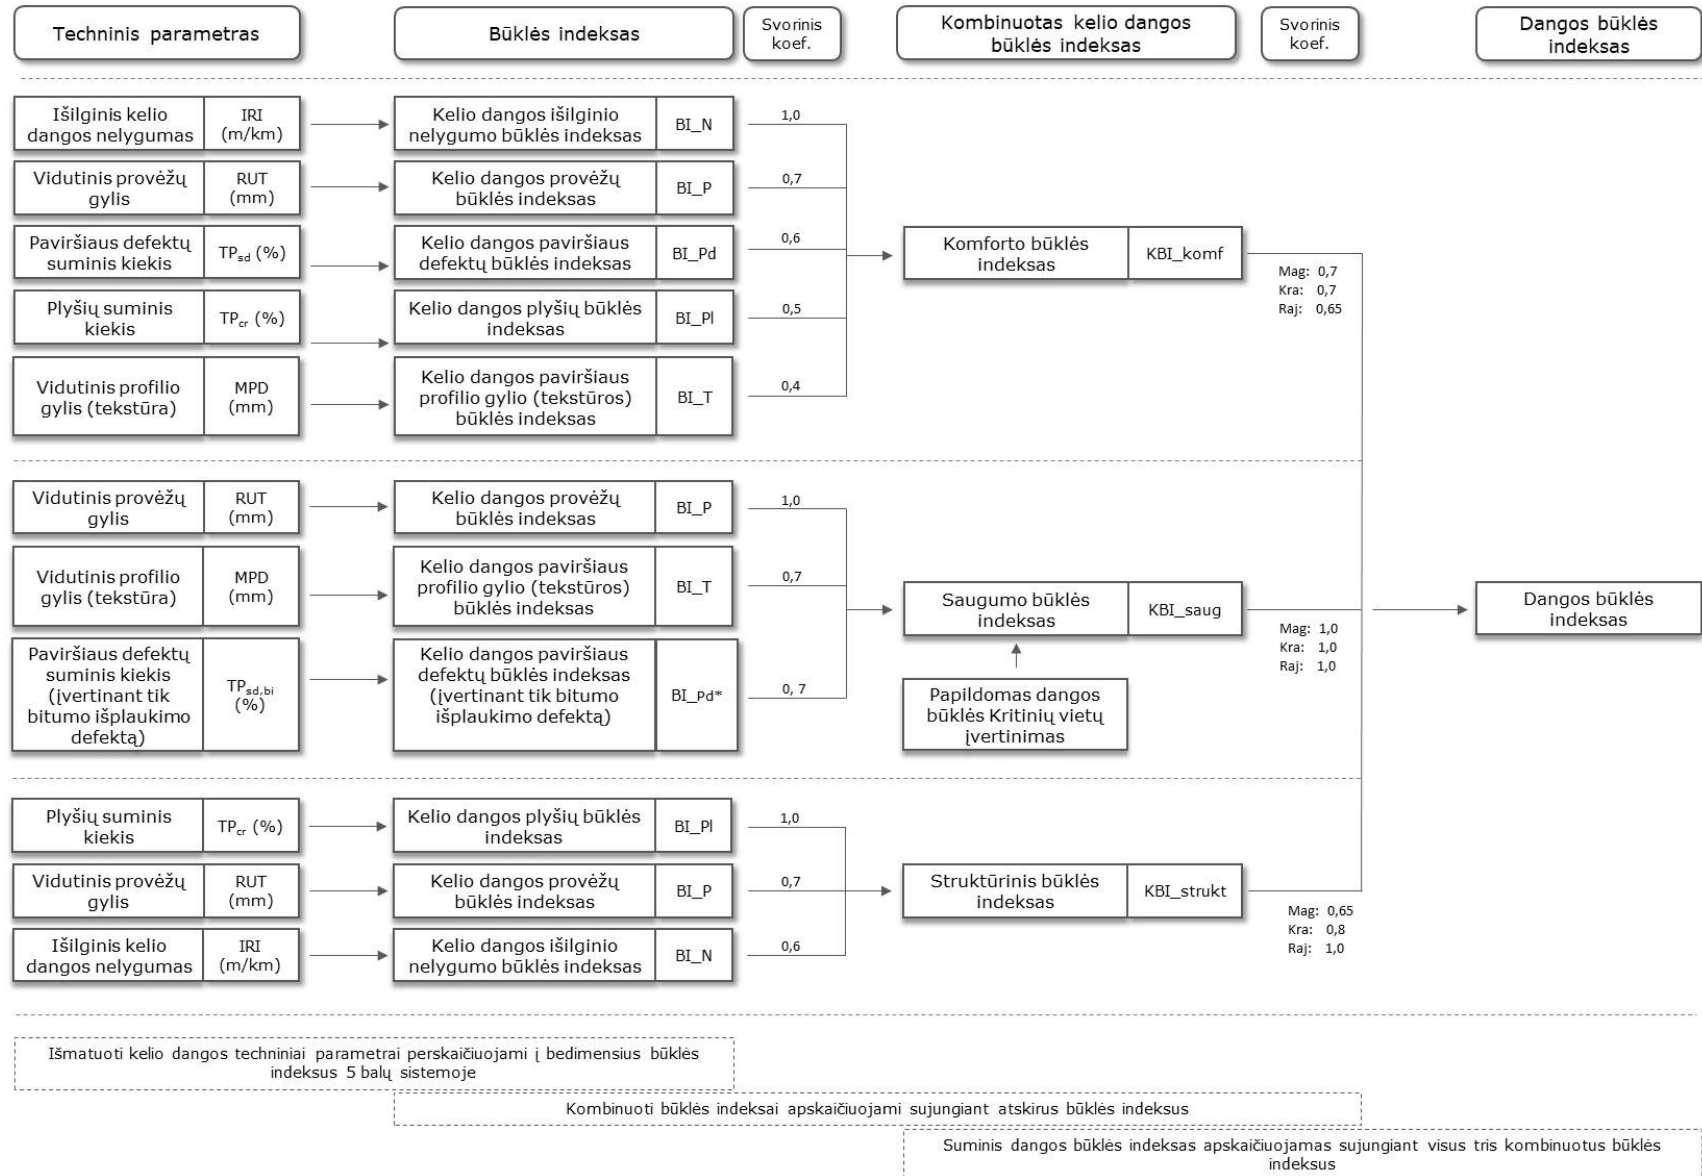 Techninis parametras
Būklės indeksas
Svorinis
koef.
Kombinuotas kelio dangos
būklės indeksas
Svorinis
koef.
Dangos būklės
indeksas
Išilginis kelio
dangos nelygumas
IRI
(m/km)
Kelio dangos išilginio
nelygumo būklės indeksas
BI_N
1,0
Vidutinis provėžų
gylis
RUT
(mm)
Kelio dangos provėžų
būklės indeksas
BI_P
0,7
Paviršiaus defektų
suminis kiekis
TPsd (%)
Kelio dangos paviršiaus
defektų būklės indeksas
BI_Pd
0,6
Plyšių suminis
kiekis
TPcr (%)
Kelio dangos plyšių būklės
indeksas
BI_Pl
0,5
Vidutinis profilio
gylis (tekstūra)
MPD
(mm)
Kelio dangos paviršiaus
profilio gylio (tekstūros)
būklės indeksas
BI_T
0,4
Komforto būklės
indeksas
KBI_komf
Mag: 0,7
Kra: 0,7
Raj: 0,65
Vidutinis provėžų
gylis
RUT
(mm)
Kelio dangos provėžų
būklės indeksas
BI_P
1,0
Vidutinis profilio
gylis (tekstūra)
MPD
(mm)
Kelio dangos paviršiaus
profilio gylio (tekstūros)
būklės indeksas
BI_T
0,7
Paviršiaus defektų
suminis kiekis
(įvertinant tik
bitumo išplaukimo
defektą)
TPsd,bi
(%)
Kelio dangos paviršiaus
defektų būklės indeksas
(įvertinant tik bitumo
išplaukimo defektą)
BI_Pd*
0, 7
Saugumo būklės
indeksas
KBI_saug
Papildomas dangos
būklės Kritinių vietų
įvertinimas
Mag: 1,0
Kra: 1,0
Raj: 1,0
Dangos būklės
indeksas
Plyšių suminis
kiekis
TPcr (%)
Kelio dangos plyšių būklės
indeksas
BI_Pl
1,0
Vidutinis provėžų
gylis
RUT
(mm)
Kelio dangos provėžų
būklės indeksas
BI_P
0,7
Išilginis kelio
dangos nelygumas
IRI
(m/km)
Kelio dangos išilginio
nelygumo būklės indeksas
BI_N
0,6
Struktūrinis būklės
indeksas
KBI_strukt
Mag: 0,65
Kra: 0,8
Raj: 1,0
Išmatuoti kelio dangos techniniai parametrai perskaičiuojami į bedimensius būklės
indeksus 5 balų sistemoje
Kombinuoti būklės indeksai apskaičiuojami sujungiant atskirus būklės indeksus
Suminis dangos būklės indeksas apskaičiuojamas sujungiant visus tris kombinuotus būklės
indeksus